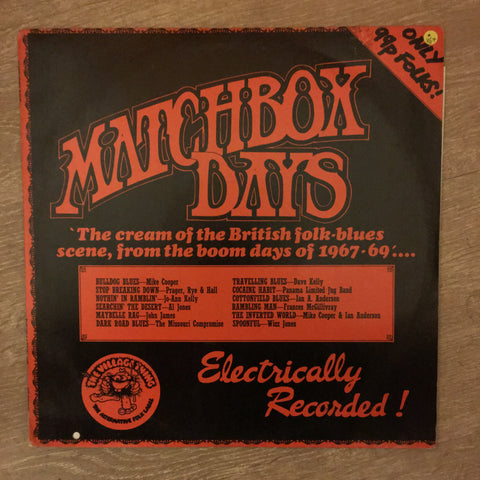 ONLY
99p FOLKS!
MATCHBOX
DAYS
'The cream of the British folk-blues
scene, from the boom days of 1967-69'....
BULLDOG BLUES—Mike Cooper
STOP BREAKING DOWN—Prager, Rye & Hall
NOTHIN' IN RAMBLIN'—Jo-Ann Kelly
SEARCHIN' THE DESERT—Al Jones
MAYBELLE RAG—John James
DARK ROAD BLUES—The Missouri Compromise
TRAVELLING BLUES—Dave Kelly
COCAINE HABIT—Panama Limited Jug Band
COTTONFIELD BLUES—Ian A. Anderson
RAMBLING MAN—Frances McGillivray
THE INVERTED WORLD—Mike Cooper & Ian Anderson
SPOONFUL—Wizz Jones
THE VILLAGE THING
THE ALTERNATIVE FOLK LABEL
Electrically
Recorded!